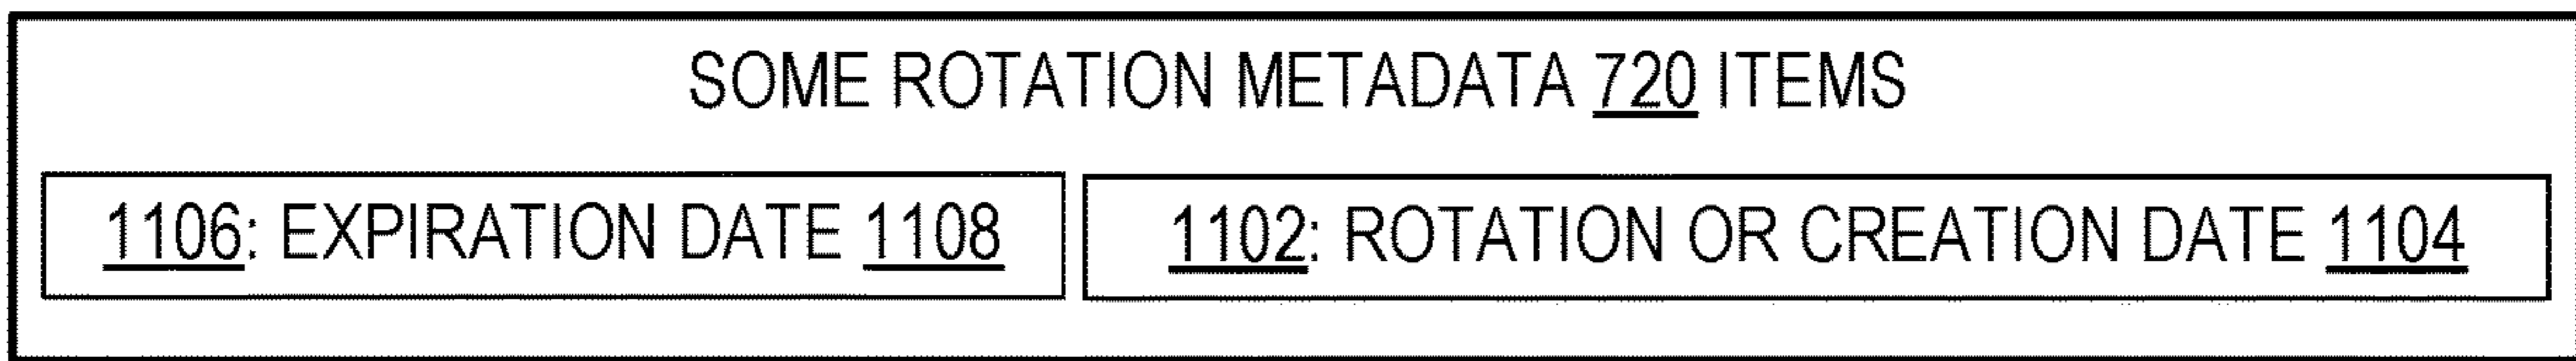 SOME ROTATION METADATA 720 ITEMS
1106: EXPIRATION DATE 1108
1102: ROTATION OR CREATION DATE 1104